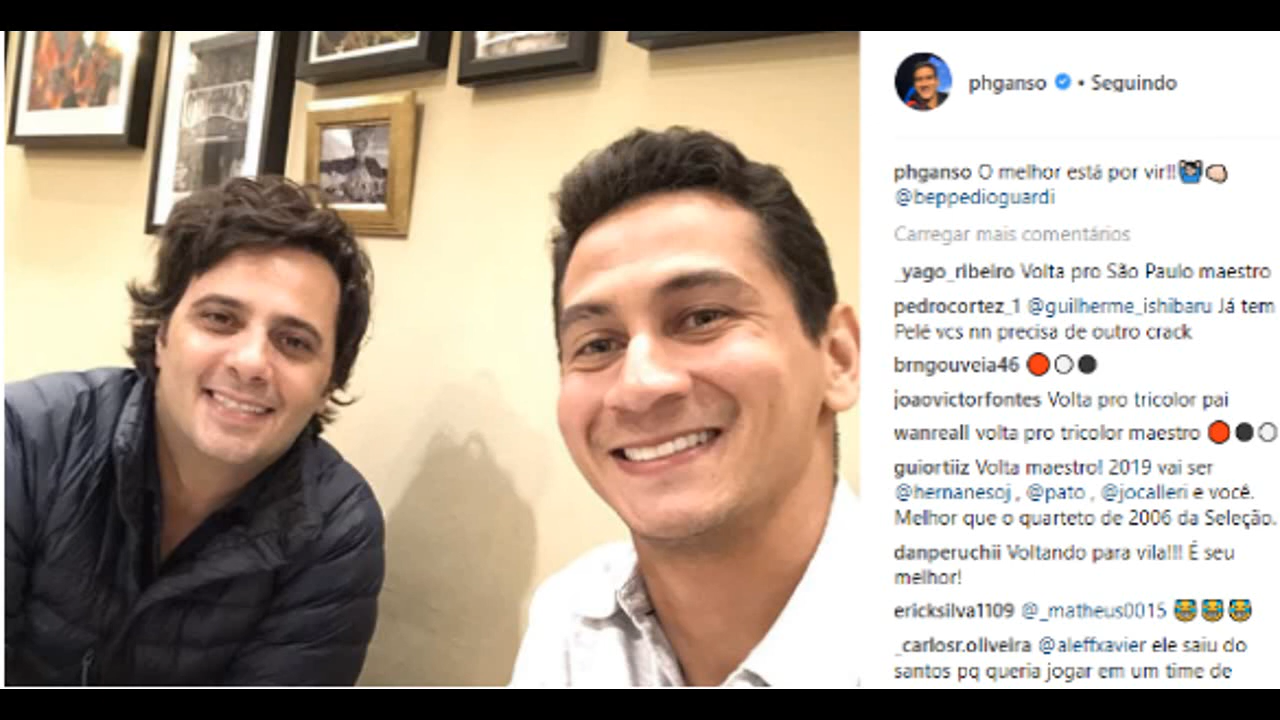 phganso • Seguindo
phganso O melhor está por vir!!🙅🏻‍♂️👊🏻
@beppedioguardi
Carregar mais comentários
_yago_ribeiro Volta pro São Paulo maestro
pedrocortez_1 @guilherme_ishibaru Já tem
Pelé vcs nn precisa de outro crack
brngouveia46 🔴⚪⚫
joaovictorfontes Volta pro tricolor pai
wanreall volta pro tricolor maestro 🔴⚫⚪
guiortiiz Volta maestro! 2019 vai ser
@hernanesoj , @pato , @jocalleri e você.
Melhor que o quarteto de 2006 da Seleção.
danperuchii Voltando para vila!!! É seu
melhor!
ericksilva1109 @_matheus0015 😂😂😂
_carlosr.oliveira @aleffxavier ele saiu do
santos pq queria jogar em um time de